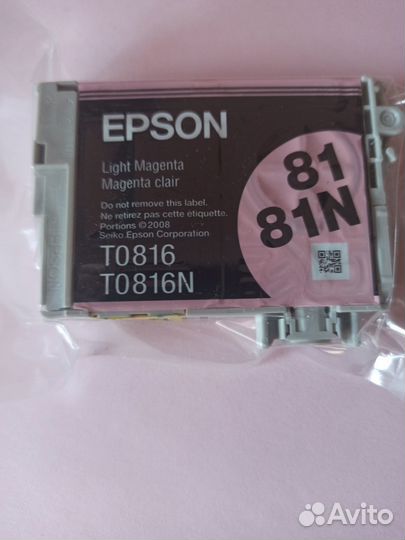 EPSON
Light Magenta
Magenta clair
Do not remove this label.
Ne retirez pas cette etiquette.
Portions ©2008
Seiko Epson Corporation
T0816
T0816N
81
81N
Avito